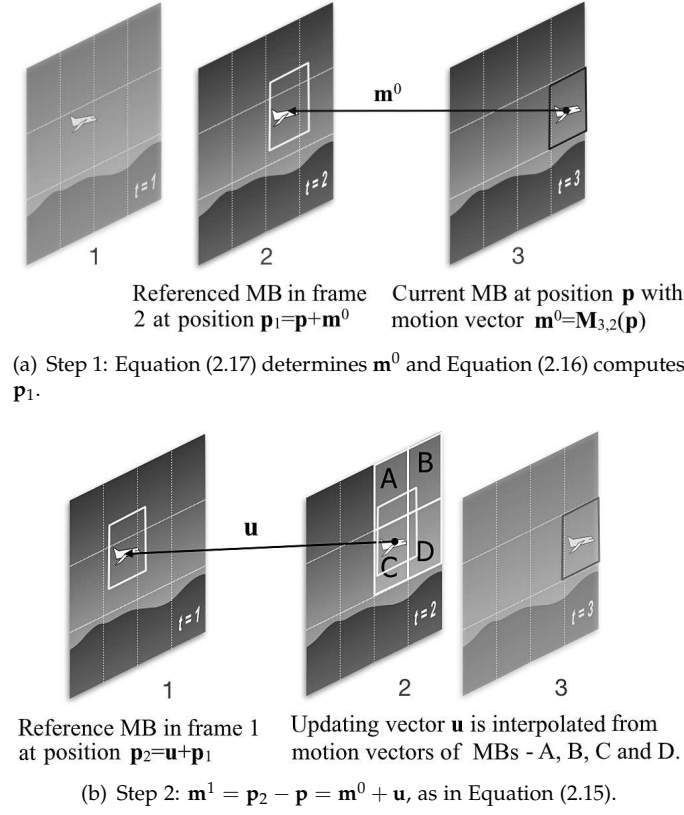 m⁰
t=1
t=2
t=3
1
2
3
Referenced MB in frame
2 at position p₁=p+m⁰
Current MB at position p with
motion vector m⁰=M₃,₂(p)
(a) Step 1: Equation (2.17) determines m⁰ and Equation (2.16) computes
p₁.
A
B
u
C
D
t=1
t=2
t=3
1
2
3
Reference MB in frame 1
at position p₂=u+p₁
Updating vector u is interpolated from
motion vectors of MBs - A, B, C and D.
(b) Step 2: m¹ = p₂ − p = m⁰ + u, as in Equation (2.15).